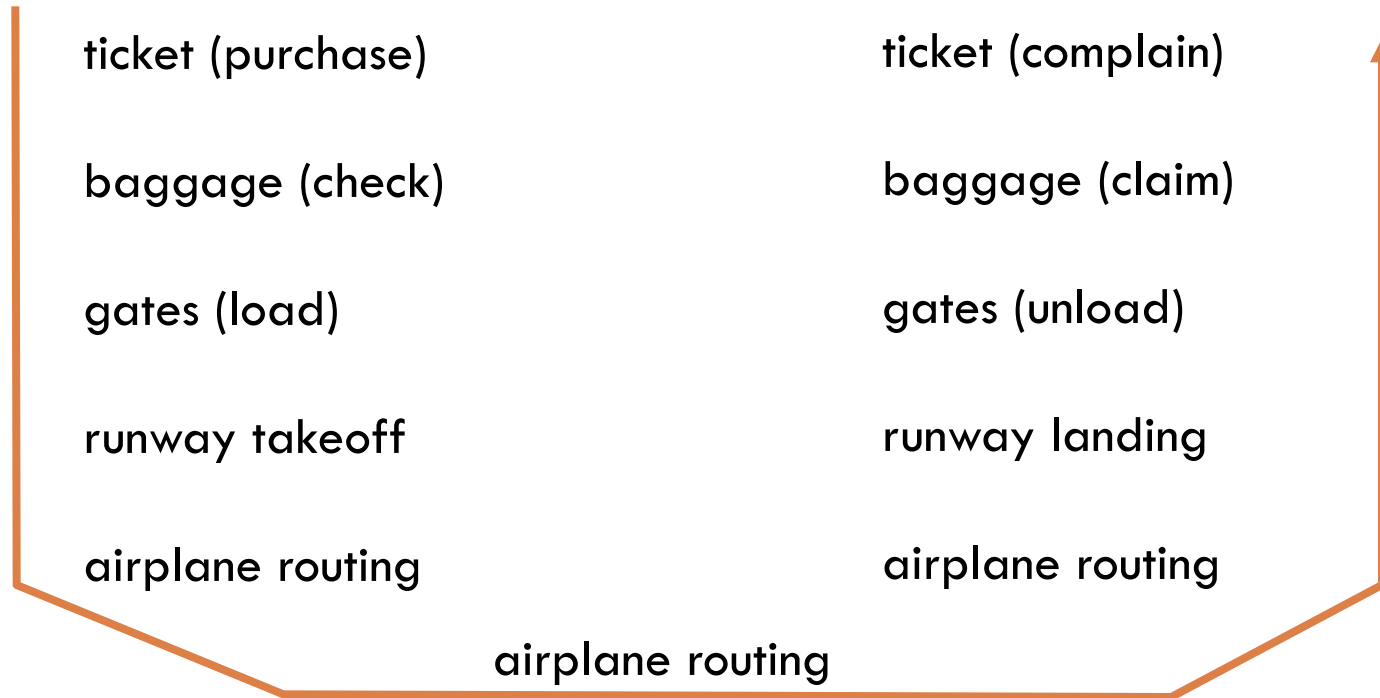 ticket (purchase)
baggage (check)
gates (load)
runway takeoff
airplane routing
ticket (complain)
baggage (claim)
gates (unload)
runway landing
airplane routing
airplane routing